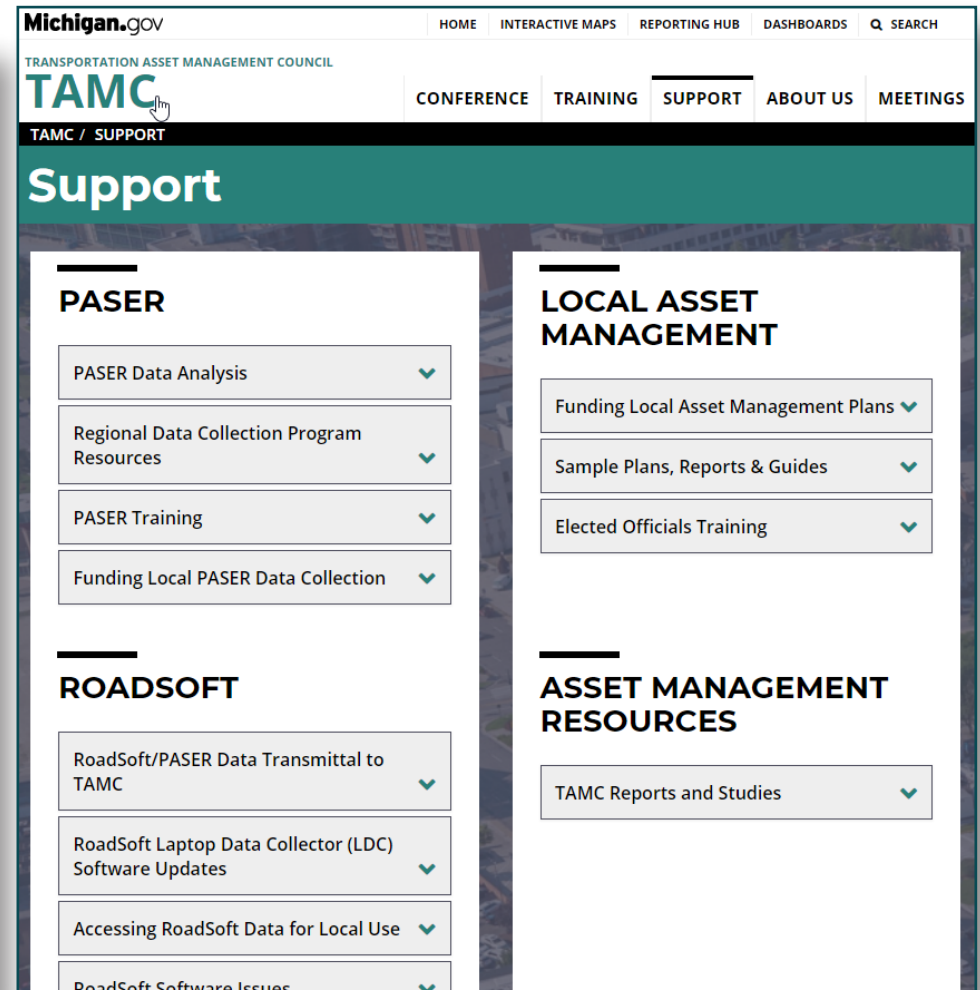 Michigan.gov
HOME INTERACTIVE MAPS REPORTING HUB DASHBOARDS SEARCH
TRANSPORTATION ASSET MANAGEMENT COUNCIL
TAMC
CONFERENCE TRAINING SUPPORT ABOUT US MEETINGS
TAMC / SUPPORT
Support
PASER
PASER Data Analysis
Regional Data Collection Program
Resources
PASER Training
Funding Local PASER Data Collection
LOCAL ASSET
MANAGEMENT
Funding Local Asset Management Plans
Sample Plans, Reports & Guides
Elected Officials Training
ROADSOFT
RoadSoft/PASER Data Transmittal to
TAMC
RoadSoft Laptop Data Collector (LDC)
Software Updates
Accessing RoadSoft Data for Local Use
RoadSoft Software Issues
ASSET MANAGEMENT
RESOURCES
TAMC Reports and Studies